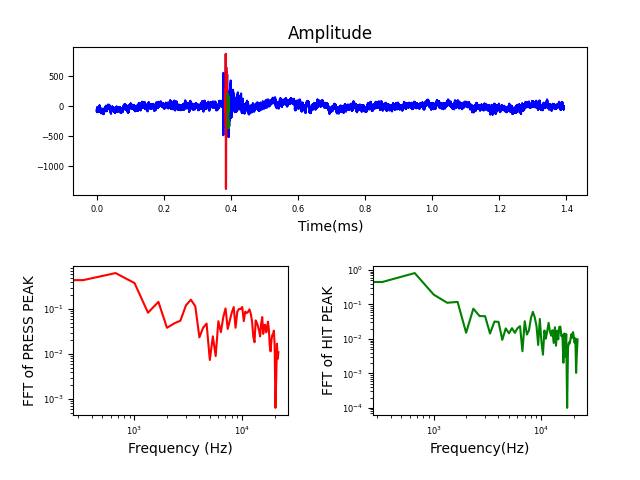 Amplitude
500
0
−500
−1000
0.0 0.2 0.4 0.6 0.8 1.0 1.2 1.4
Time(ms)
FFT of PRESS PEAK
10⁻¹
10⁻²
10⁻³
10³ 10⁴
Frequency (Hz)
FFT of HIT PEAK
10⁰
10⁻¹
10⁻²
10⁻³
10⁻⁴
10³ 10⁴
Frequency(Hz)